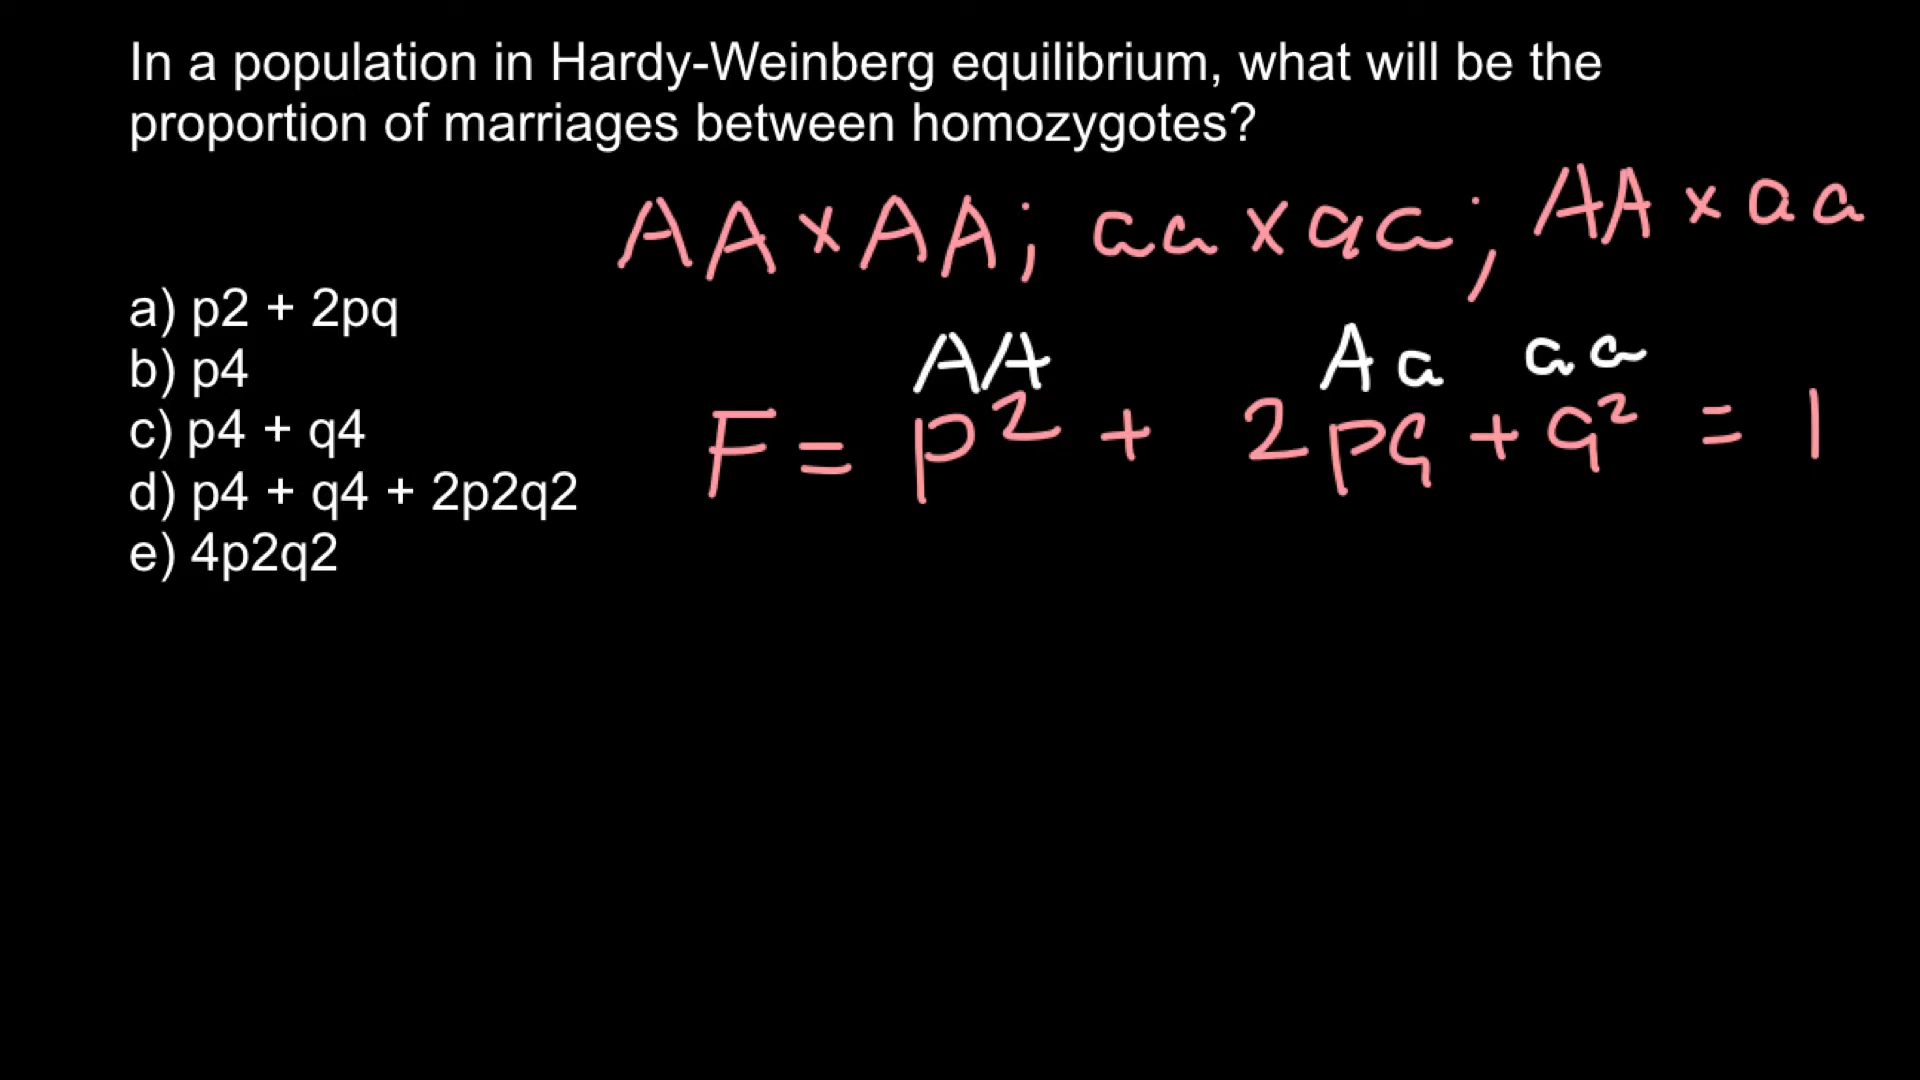 In a population in Hardy-Weinberg equilibrium, what will be the
proportion of marriages between homozygotes?
AA x AA; aa x aa; AA x aa
a) p2 + 2pq
b) p4
c) p4 + q4
d) p4 + q4 + 2p2q2
e) 4p2q2
AA Aa aa
F = p² + 2pq + q² = 1